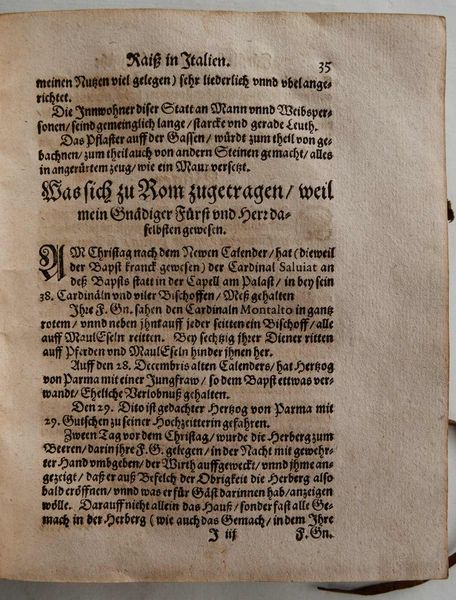 Raiß in Italien. 35
meinen Nutzen viel gelegen) sehr liederlich vnnd vbel ange-
richtet.
Die Innwohner diser Statt an Mann vnnd Weibsper-
sonen/ seind gemeinglich lange/ starcke vnd gerade Leuth.
Das Pflaster auff der Gassen/ würdt zum theil von ge-
bachnen/ zum theil auch von andern Steinen gemacht/ alles
in angerürtem zeug/ wie ein Maur versetzt.
Was sich zu Rom zugetragen/ weil
mein Gnädiger Fürst vnd Herr da-
selbsten gewesen.
AM Christag nach dem Newen Calender/ hat (dieweil
der Bapst kranck gewesen) der Cardinal Saluiat an
deß Bapsts statt in der Capell am Palast/ in bey sein
38. Cardinäln vnd viler Bischoffen/ Meß gehalten
Ihre F. Gn. sahen den Cardinaln Montalto in gantz
rotem/ vnnd neben jhnt auff jeder seitten ein Bischoff/ alle
auff MaulEseln reitten. Bey sechtzig jhrer Diener ritten
auff Pferden vnd MaulEseln hinder jhnen her.
Auff den 28. Decembris alten Calenders/ hat Hertzog
von Parma mit einer Jungfraw/ so dem Bapst ettwas ver-
wandt/ Eheliche Verlobnuß gehalten.
Den 29. Dito ist gedachter Hertzog von Parma mit
29. Gutschen zu seiner Hochzeitterin gefahren.
Zween Tag vor dem Christag/ wurde die Herberg zum
Beeren/ darin jhre F. G. gelegen/ in der Nacht mit gewehr-
ter Hand vmbgeben/ der Wirth auffgeweckt/ vnnd jhme an-
gezeigt/ daß er auß Befelch der Obrigkeit die Herberg also
bald eröffnen/ vnnd was er für Gäst darinnen hab/ anzeigen
wölle. Darauff nicht allein das Hauß/ sonder fast alle Ge-
mach in der Herberg (wie auch das Gemach/ in dem Ihre
I iij F. Gn.